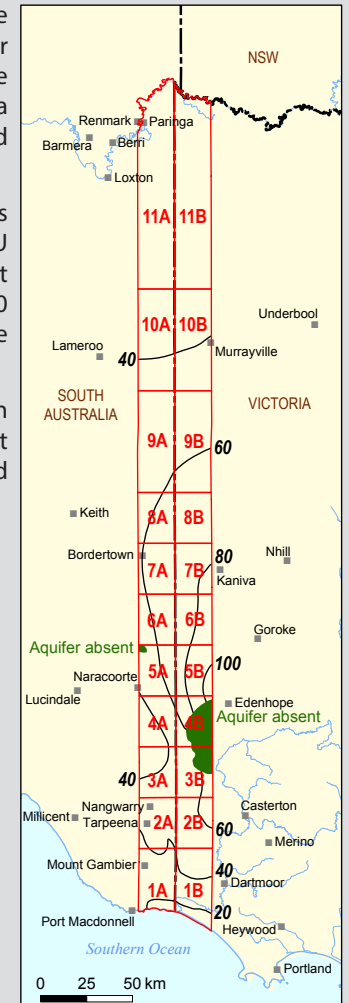 NSW
Renmark Paringa
Barmera Berri
Loxton
11A 11B
10A 10B
Underbool
Lameroo 40 Murrayville
SOUTH
AUSTRALIA
VICTORIA
9A 9B
60
Keith
8A 8B
Bordertown 80 Nhill
7A 7B
Kaniva
6A 6B
Goroke
Aquifer absent
5A 5B 100
Naracoorte
Lucindale
Edenhope
4A 4B Aquifer absent
40 3A 3B
Nangwarry Casterton
Millicent Tarpeena 2A 2B
60
Merino
Mount Gambier 40
Dartmoor
1A 1B
20
Port Macdonnell
Heywood
Southern Ocean
Portland
0 25 50 km